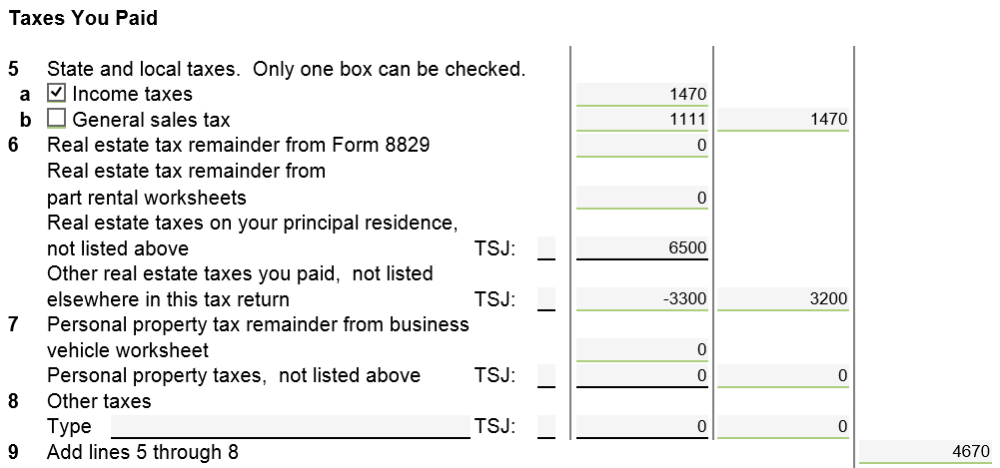 Taxes You Paid
5 State and local taxes. Only one box can be checked.
a Income taxes 1470
b General sales tax 1111 1470
6 Real estate tax remainder from Form 8829 0
Real estate tax remainder from
part rental worksheets 0
Real estate taxes on your principal residence,
not listed above TSJ: 6500
Other real estate taxes you paid, not listed
elsewhere in this tax return TSJ: -3300 3200
7 Personal property tax remainder from business
vehicle worksheet 0
Personal property taxes, not listed above TSJ: 0 0
8 Other taxes
Type TSJ: 0 0
9 Add lines 5 through 8 4670